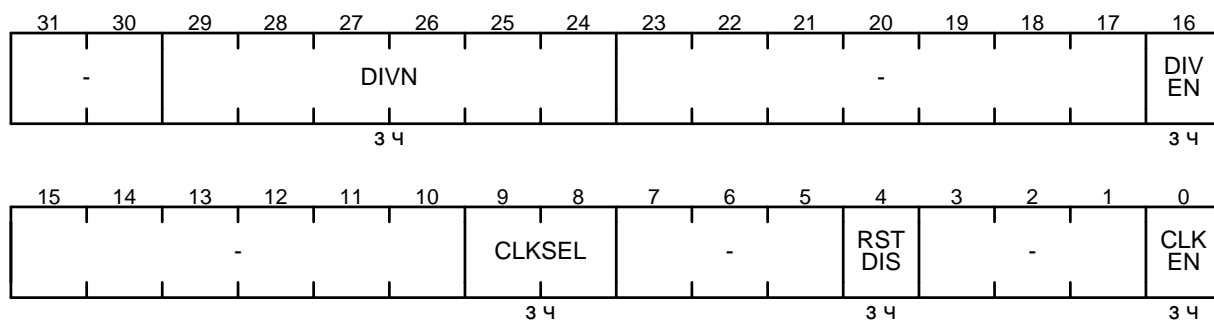 31 30 29 28 27 26 25 24 23 22 21 20 19 18 17 16
- DIVN - DIV
EN
З Ч З Ч
15 14 13 12 11 10 9 8 7 6 5 4 3 2 1 0
- CLKSEL - RST
DIS - CLK
EN
З Ч З Ч З Ч